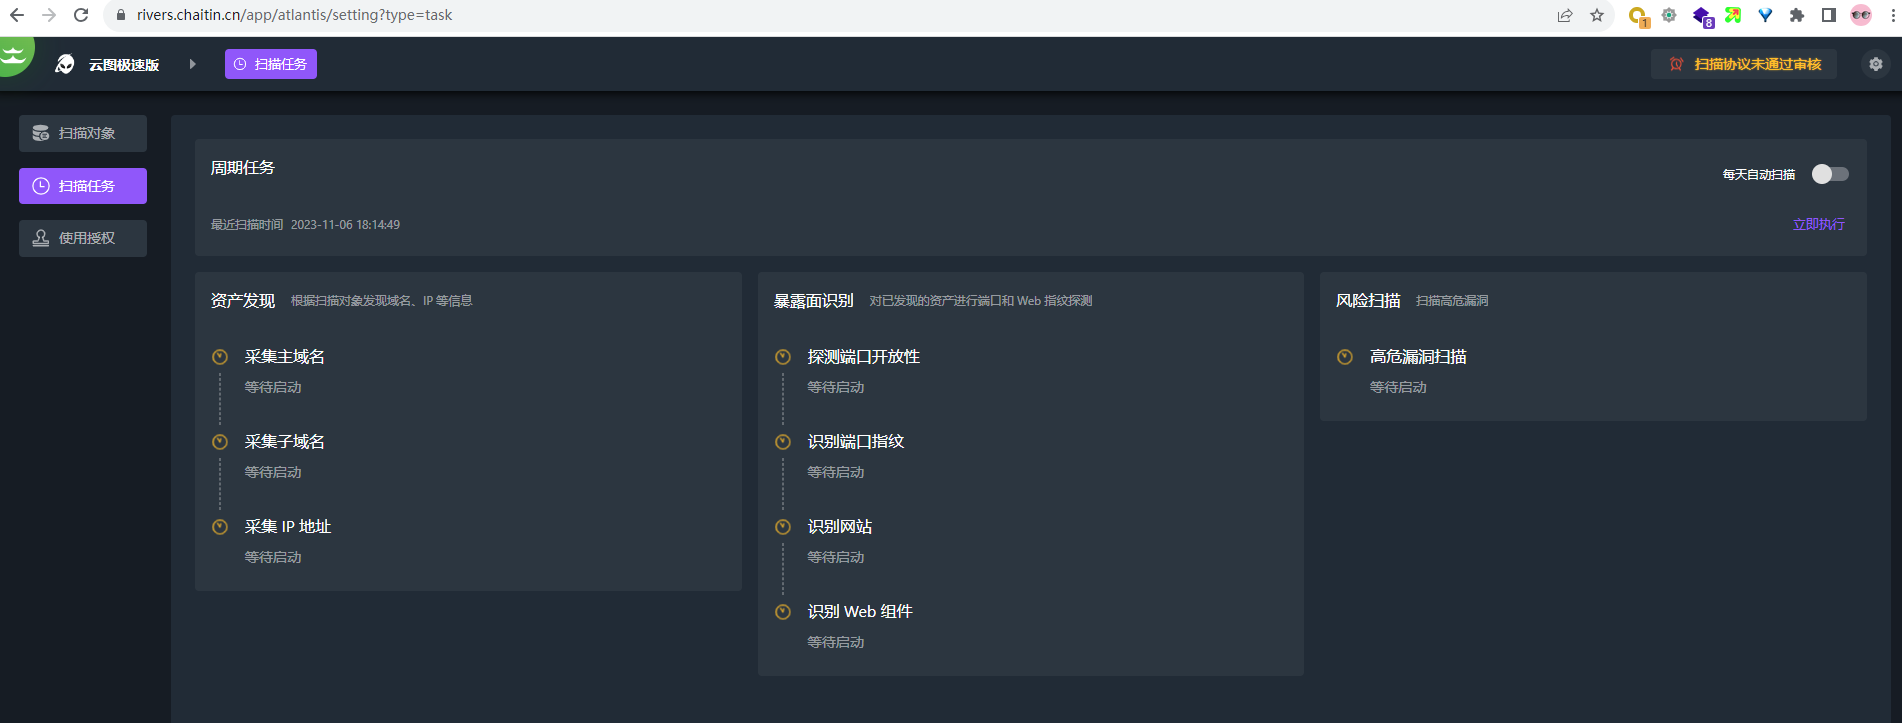 rivers.chaitin.cn/app/atlantis/setting?type=task
1
8
云图极速版
扫描任务
扫描协议未通过审核
扫描对象
扫描任务
使用授权
周期任务
每天自动扫描
最近扫描时间 2023-11-06 18:14:49
立即执行
资产发现 根据扫描对象发现域名、IP 等信息
采集主域名
等待启动
采集子域名
等待启动
采集 IP 地址
等待启动
暴露面识别 对已发现的资产进行端口和 Web 指纹探测
探测端口开放性
等待启动
识别端口指纹
等待启动
识别网站
等待启动
识别 Web 组件
等待启动
风险扫描 扫描高危漏洞
高危漏洞扫描
等待启动